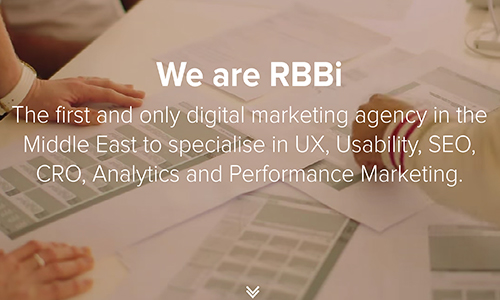 We are RBBi
The first and only digital marketing agency in the
Middle East to specialise in UX, Usability, SEO,
CRO, Analytics and Performance Marketing.